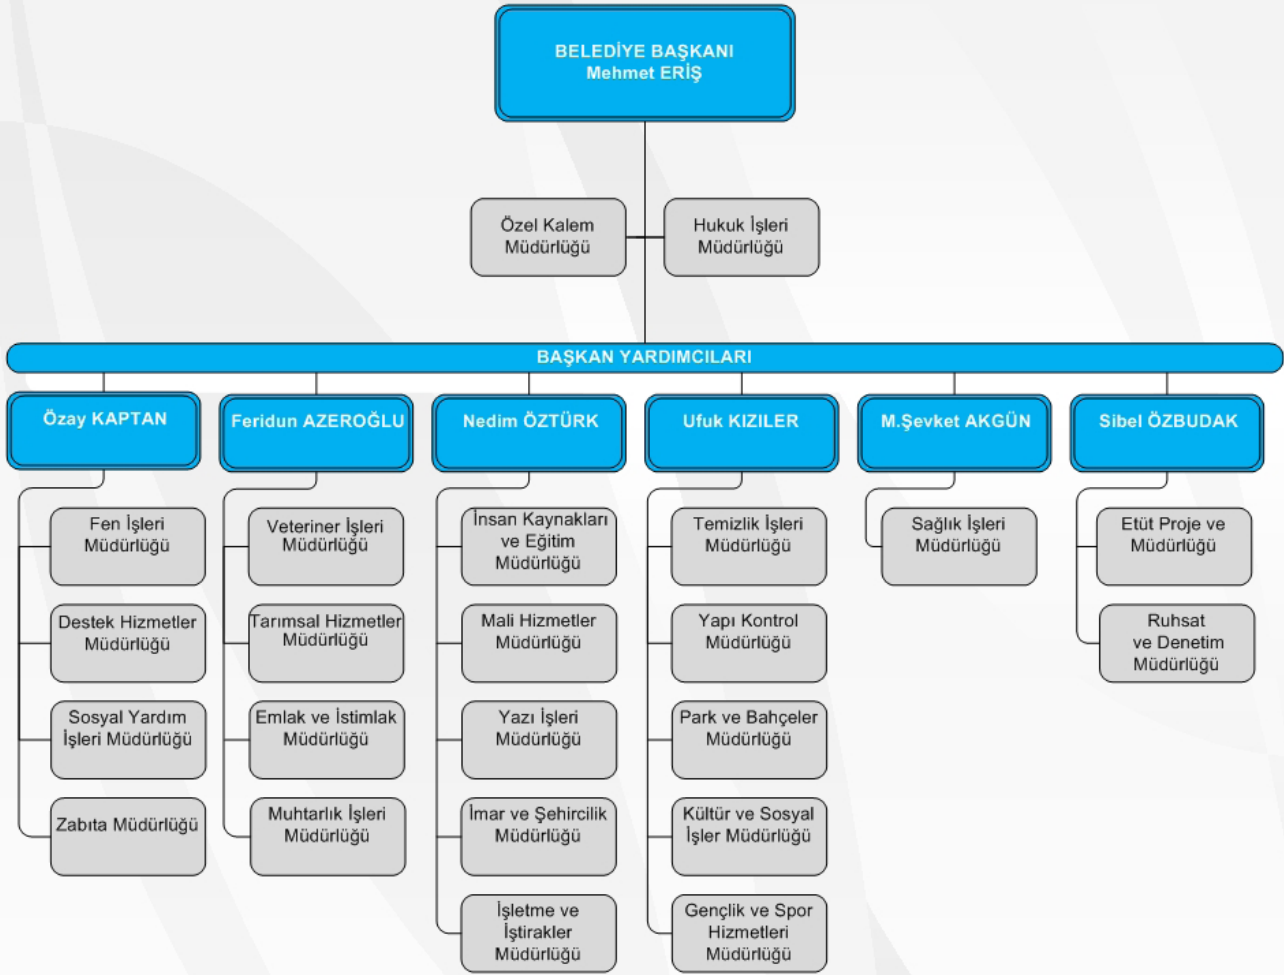 BELEDİYE BAŞKANI
Mehmet ERİŞ
Özel Kalem
Müdürlüğü
Hukuk İşleri
Müdürlüğü
BAŞKAN YARDIMCILARI
Özay KAPTAN
Feridun AZEROĞLU
Nedim ÖZTÜRK
Ufuk KIZILER
M.Şevket AKGÜN
Sibel ÖZBUDAK
Fen İşleri
Müdürlüğü
Destek Hizmetler
Müdürlüğü
Sosyal Yardım
İşleri Müdürlüğü
Zabıta Müdürlüğü
Veteriner İşleri
Müdürlüğü
Tarımsal Hizmetler
Müdürlüğü
Emlak ve İstimlak
Müdürlüğü
Muhtarlık İşleri
Müdürlüğü
İnsan Kaynakları
ve Eğitim
Müdürlüğü
Mali Hizmetler
Müdürlüğü
Yazı İşleri
Müdürlüğü
İmar ve Şehircilik
Müdürlüğü
İşletme ve
İştirakler
Müdürlüğü
Temizlik İşleri
Müdürlüğü
Yapı Kontrol
Müdürlüğü
Park ve Bahçeler
Müdürlüğü
Kültür ve Sosyal
İşler Müdürlüğü
Gençlik ve Spor
Hizmetleri
Müdürlüğü
Sağlık İşleri
Müdürlüğü
Etüt Proje ve
Müdürlüğü
Ruhsat
ve Denetim
Müdürlüğü